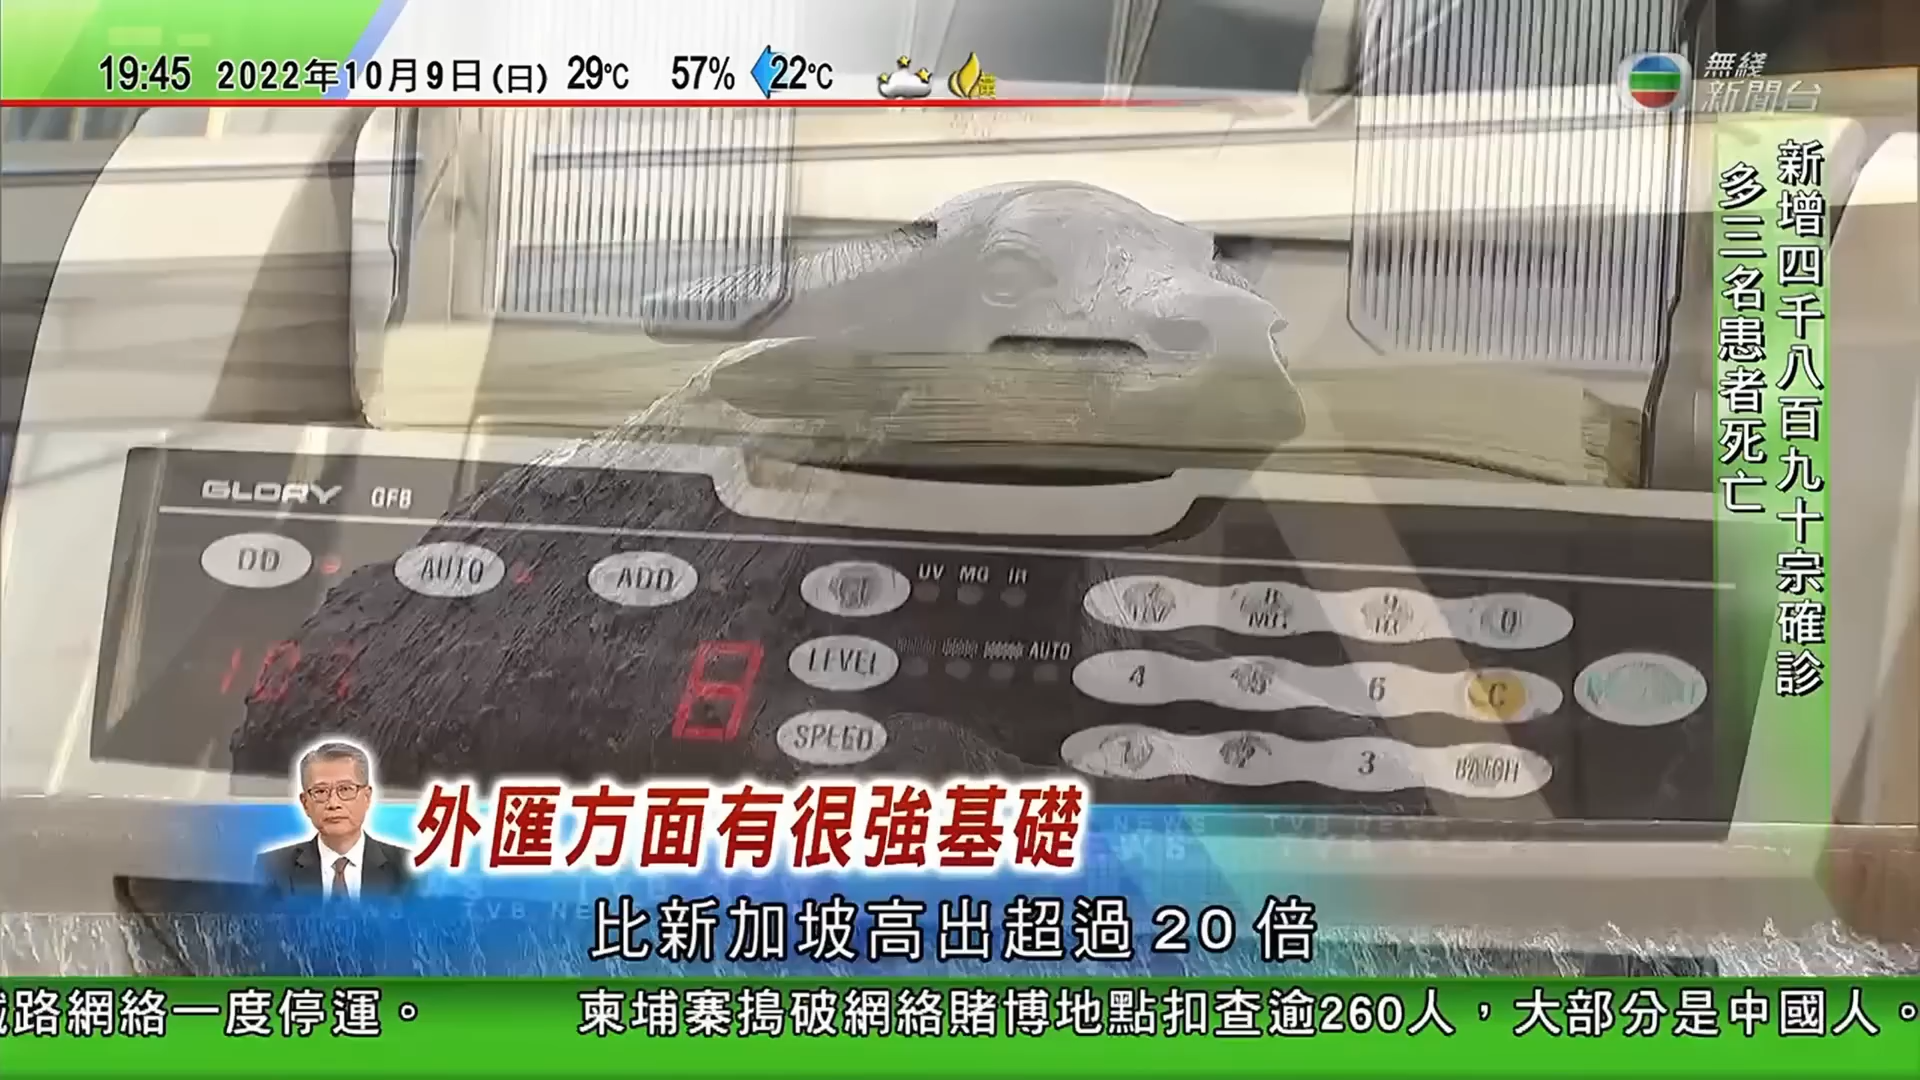 19:45 2022年10月9日(日) 29℃ 57% 22℃
無綫
新聞台
新增四千八百九十宗確診
多三名患者死亡
GLORY GFB
DD AUTO ADD
UV MG IR
LEVEL AUTO
4 6 C
SPEED
3
外匯方面有很強基礎
TVB NEWS
比新加坡高出超過20倍
路網絡一度停運。 柬埔寨搗破網絡賭博地點扣查逾260人，大部分是中國人。